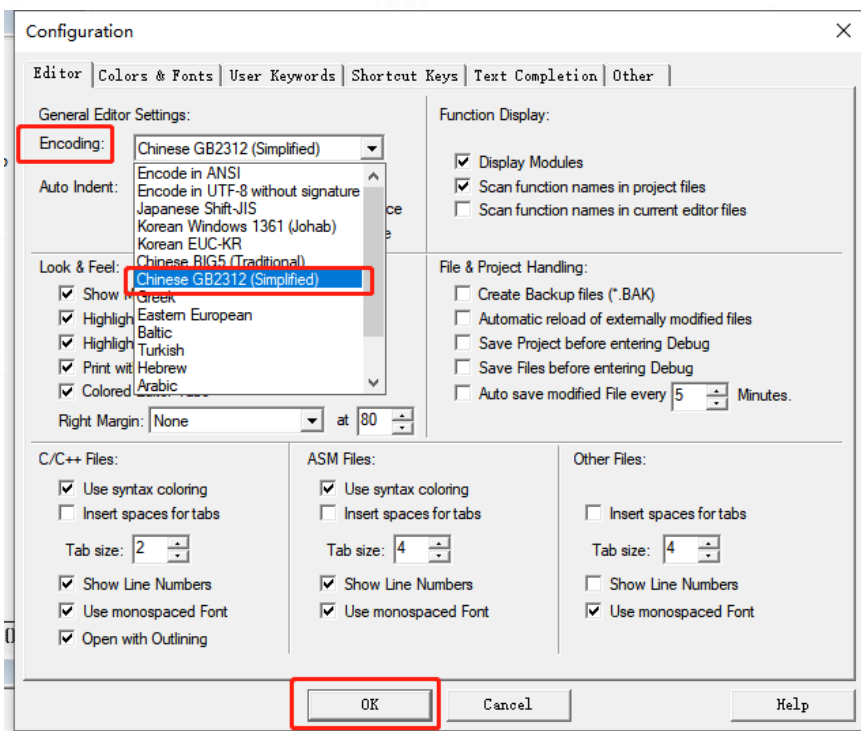 Configuration
Editor Colors & Fonts User Keywords Shortcut Keys Text Completion Other
General Editor Settings:
Encoding: Chinese GB2312 (Simplified)
Encode in ANSI
Auto Indent: Encode in UTF-8 without signature
Japanese Shift-JIS
ce
Korean Windows 1361 (Johab)
Korean EUC-KR
Chinese BIG5 (Traditional)
Chinese GB2312 (Simplified)
Greek
Eastern European
Baltic
Turkish
Hebrew
Arabic
Function Display:
Display Modules
Scan function names in project files
Scan function names in current editor files
Look & Feel:
Show
Highligh
Highligh
Print wit
Colored
Right Margin: None at 80
File & Project Handling:
Create Backup files (*.BAK)
Automatic reload of externally modified files
Save Project before entering Debug
Save Files before entering Debug
Auto save modified File every 5 Minutes.
C/C++ Files:
Use syntax coloring
Insert spaces for tabs
Tab size: 2
Show Line Numbers
Use monospaced Font
Open with Outlining
ASM Files:
Use syntax coloring
Insert spaces for tabs
Tab size: 4
Show Line Numbers
Use monospaced Font
Other Files:
Insert spaces for tabs
Tab size: 4
Show Line Numbers
Use monospaced Font
OK Cancel Help